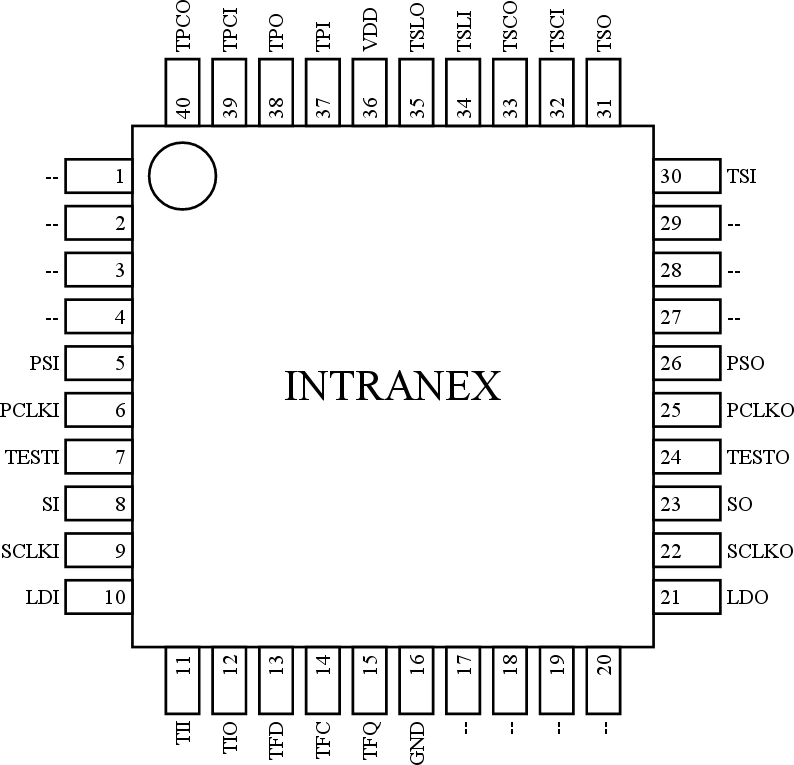 TPCO TPCI TPO TPI VDD TSLO TSLI TSCO TSCI TSO
40 39 38 37 36 35 34 33 32 31
-- 1 30 TSI
-- 2 29 --
-- 3 28 --
-- 4 27 --
PSI 5 26 PSO
INTRANEX
PCLKI 6 25 PCLKO
TESTI 7 24 TESTO
SI 8 23 SO
SCLKI 9 22 SCLKO
LDI 10 21 LDO
11 12 13 14 15 16 17 18 19 20
TII TIO TFD TFC TFQ GND -- -- -- --